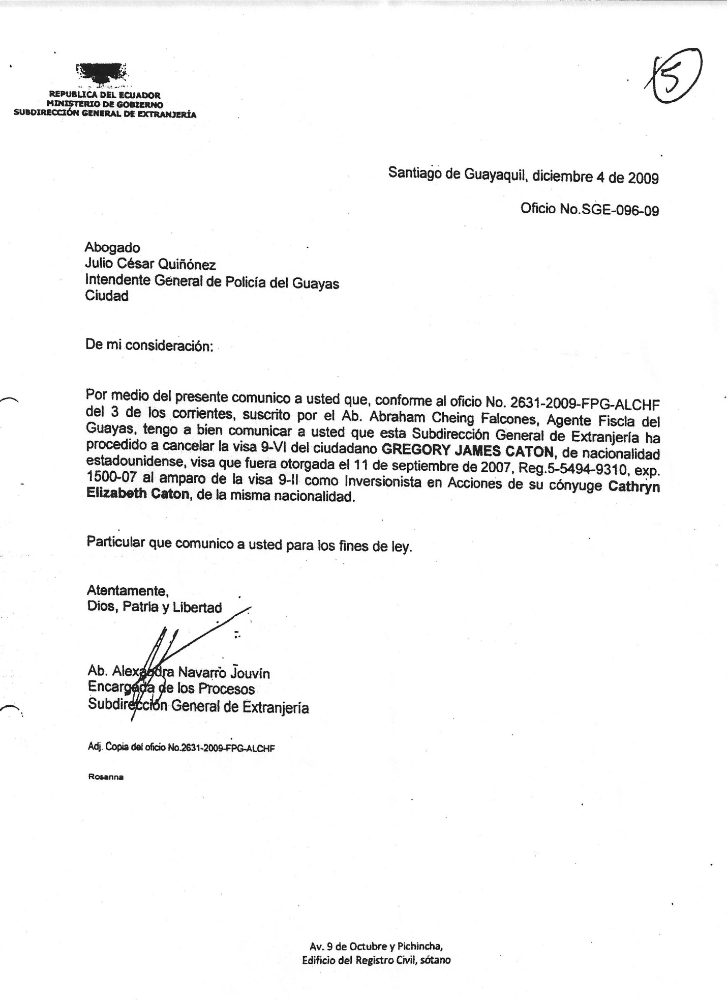 REPUBLICA DEL ECUADOR
MINISTERIO DE GOBIERNO
SUBDIRECCIÓN GENERAL DE EXTRANJERÍA
5
Santiago de Guayaquil, diciembre 4 de 2009
Oficio No.SGE-096-09
Abogado
Julio César Quiñónez
Intendente General de Policía del Guayas
Ciudad
De mi consideración:
Por medio del presente comunico a usted que, conforme al oficio No. 2631-2009-FPG-ALCHF
del 3 de los corrientes, suscrito por el Ab. Abraham Cheing Falcones, Agente Fiscla del
Guayas, tengo a bien comunicar a usted que esta Subdirección General de Extranjería ha
procedido a cancelar la visa 9-VI del ciudadano GREGORY JAMES CATON, de nacionalidad
estadounidense, visa que fuera otorgada el 11 de septiembre de 2007, Reg.5-5494-9310, exp.
1500-07 al amparo de la visa 9-II como Inversionista en Acciones de su cónyuge Cathryn
Elizabeth Caton, de la misma nacionalidad.
Particular que comunico a usted para los fines de ley.
Atentamente,
Dios, Patria y Libertad
Ab. Alexandra Navarro Jouvín
Encargada de los Procesos
Subdirección General de Extranjería
Adj. Copia del oficio No.2631-2009-FPG-ALCHF
Rosanna
Av. 9 de Octubre y Pichincha,
Edificio del Registro Civil, sótano